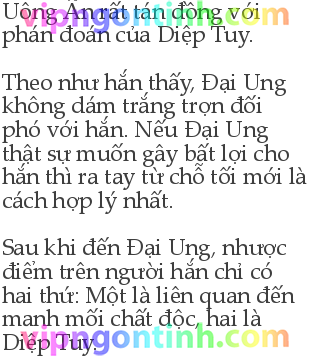 Uông Ấn rất tán đồng với
phán đoán của Diệp Tuy.
Theo như hắn thấy, Đại Ung
không dám trắng trợn đối
phó với hắn. Nếu Đại Ung
thật sự muốn gây bất lợi cho
hắn thì ra tay từ chỗ tối mới là
cách hợp lý nhất.
Sau khi đến Đại Ung, nhược
điểm trên người hắn chỉ có
hai thứ: Một là liên quan đến
manh mối chất độc, hai là
Diệp Tuy.
vipngontinh.com